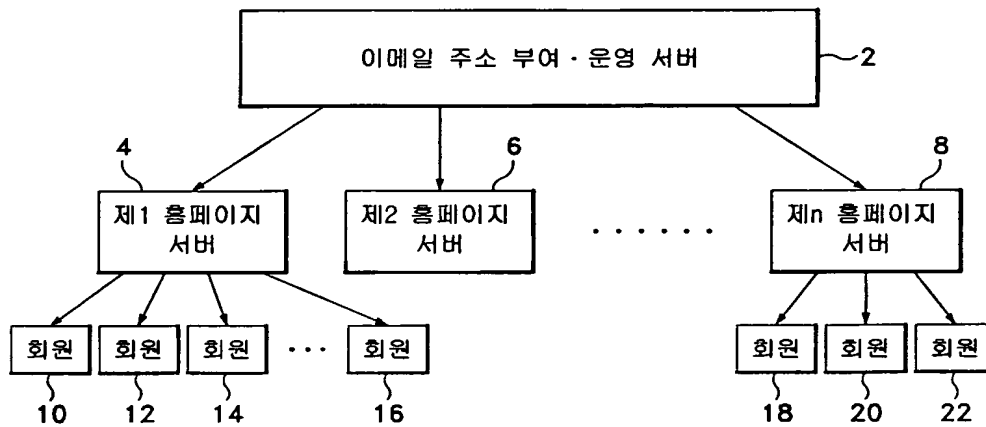 이메일 주소 부여·운영 서버
2
4
6
8
제1 홈페이지
서버
제2 홈페이지
서버
......
제n 홈페이지
서버
회원
회원
회원
...
회원
회원
회원
회원
10
12
14
16
18
20
22